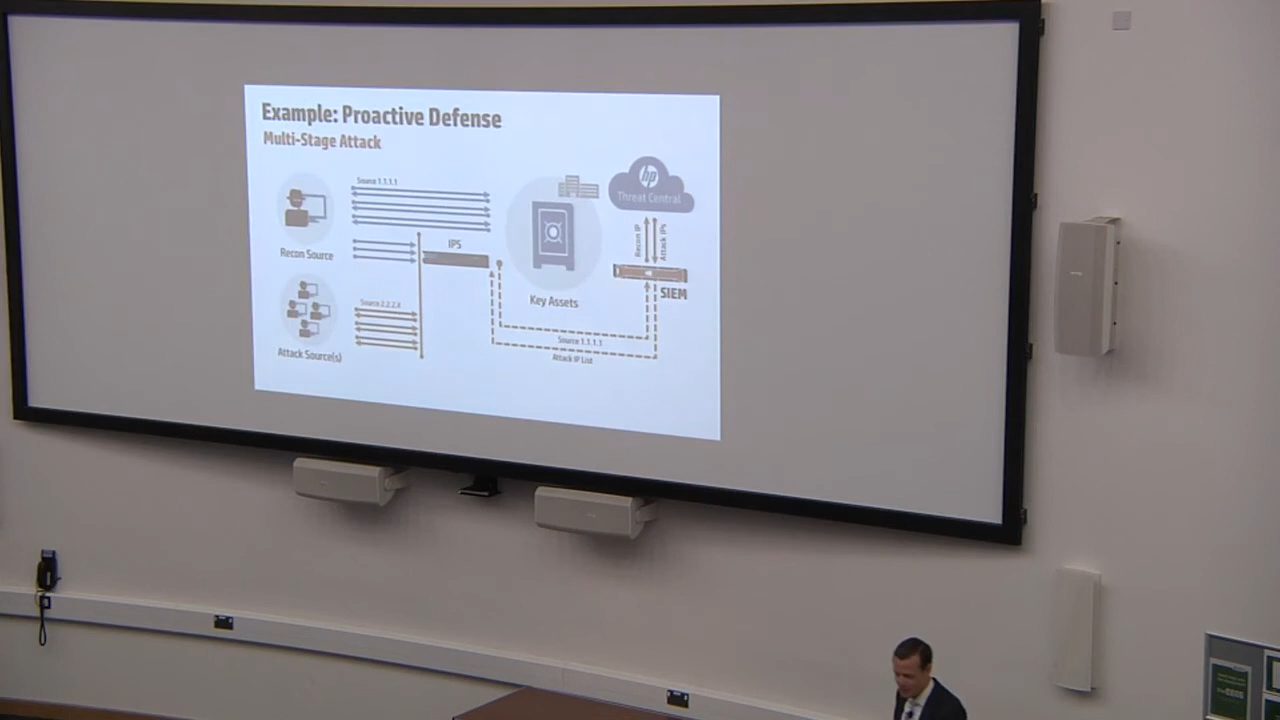 Example: Proactive Defense
Multi-Stage Attack
Source 1.1.1.1
hp
Threat Central
Recon IP
Attack IPs
IPS
Recon Source
SIEM
Key Assets
Source 2.2.2.X
Source 1.1.1.1
Attack IP List
Attack Source(s)